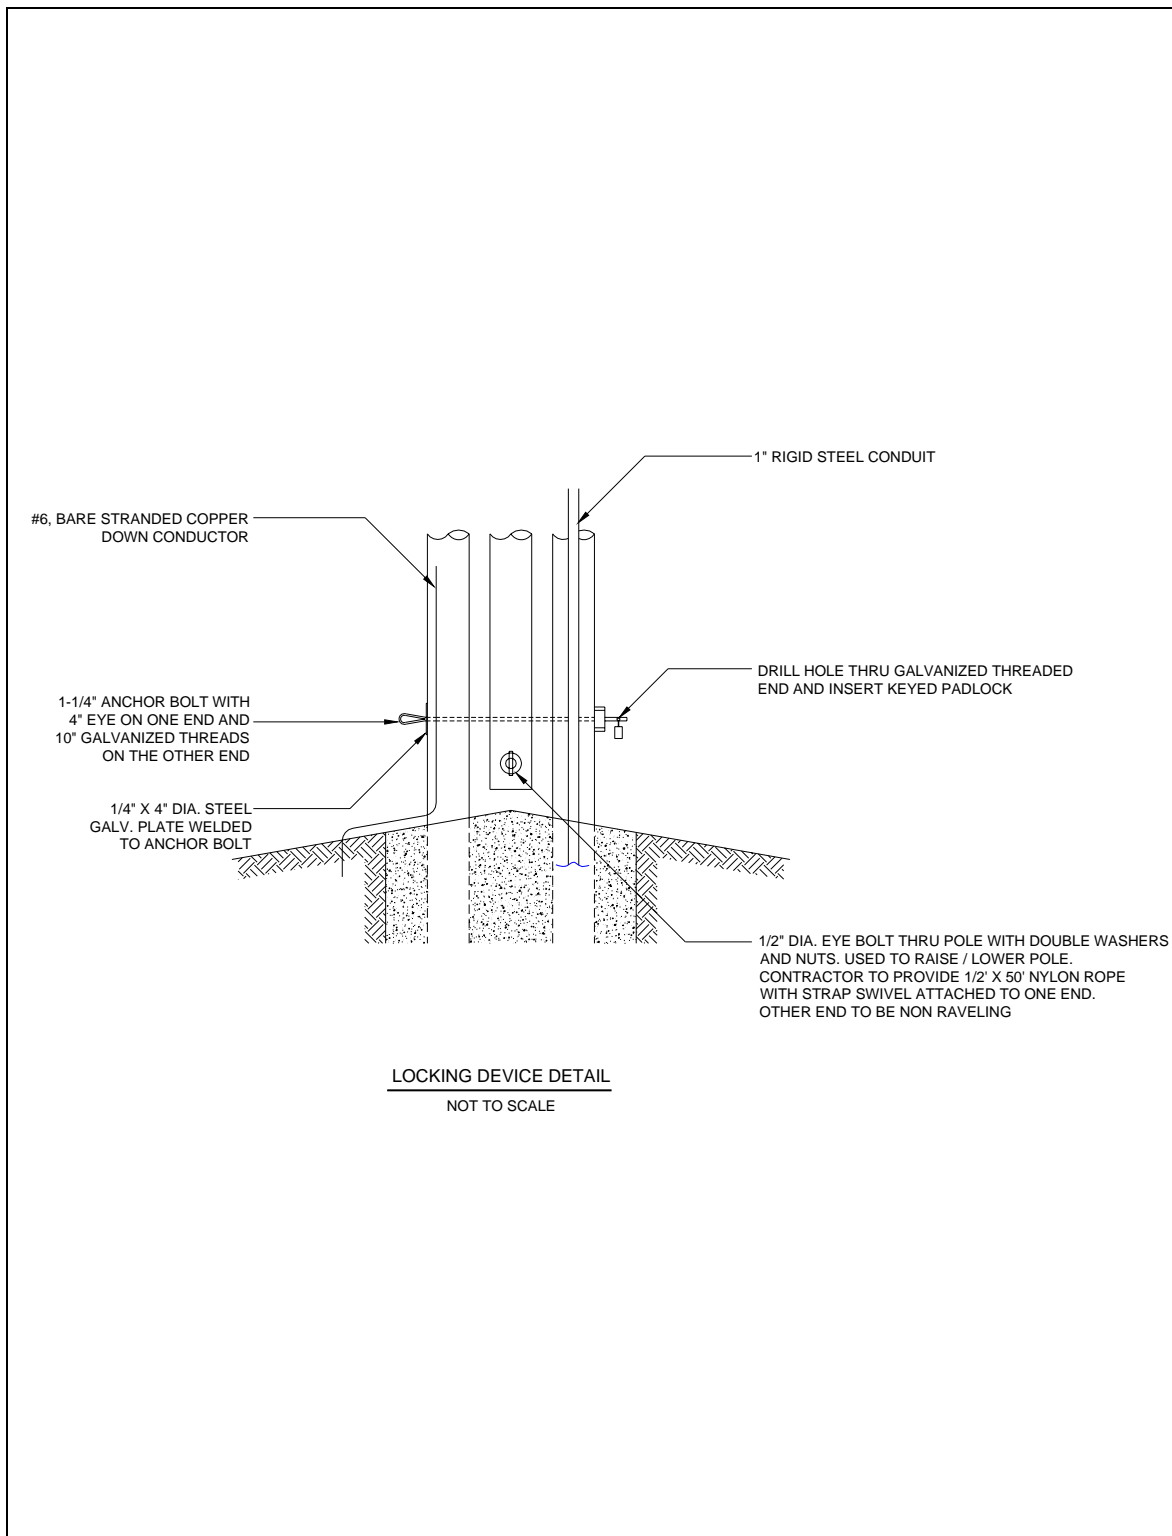 1" RIGID STEEL CONDUIT
#6, BARE STRANDED COPPER
DOWN CONDUCTOR
DRILL HOLE THRU GALVANIZED THREADED
END AND INSERT KEYED PADLOCK
1-1/4" ANCHOR BOLT WITH
4" EYE ON ONE END AND
10" GALVANIZED THREADS
ON THE OTHER END
1/4" X 4" DIA. STEEL
GALV. PLATE WELDED
TO ANCHOR BOLT
1/2" DIA. EYE BOLT THRU POLE WITH DOUBLE WASHERS
AND NUTS. USED TO RAISE / LOWER POLE.
CONTRACTOR TO PROVIDE 1/2' X 50' NYLON ROPE
WITH STRAP SWIVEL ATTACHED TO ONE END.
OTHER END TO BE NON RAVELING
LOCKING DEVICE DETAIL
NOT TO SCALE